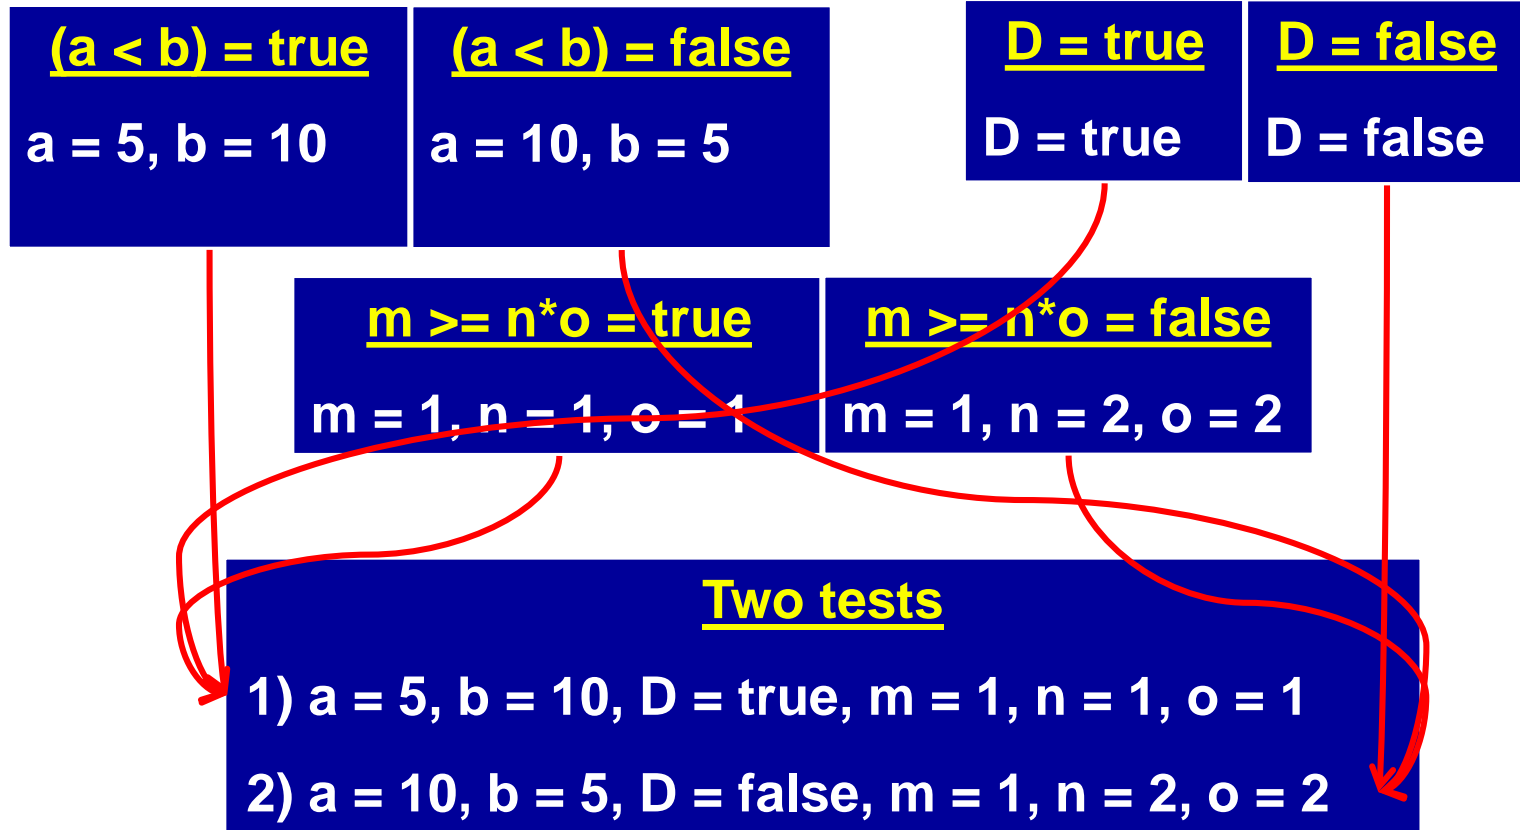 (a < b) = true
a = 5, b = 10
(a < b) = false
a = 10, b = 5
D = true
D = true
D = false
D = false
m >= n*o = true
m = 1, n = 1, o = 1
m >= n*o = false
m = 1, n = 2, o = 2
Two tests
1) a = 5, b = 10, D = true, m = 1, n = 1, o = 1
2) a = 10, b = 5, D = false, m = 1, n = 2, o = 2